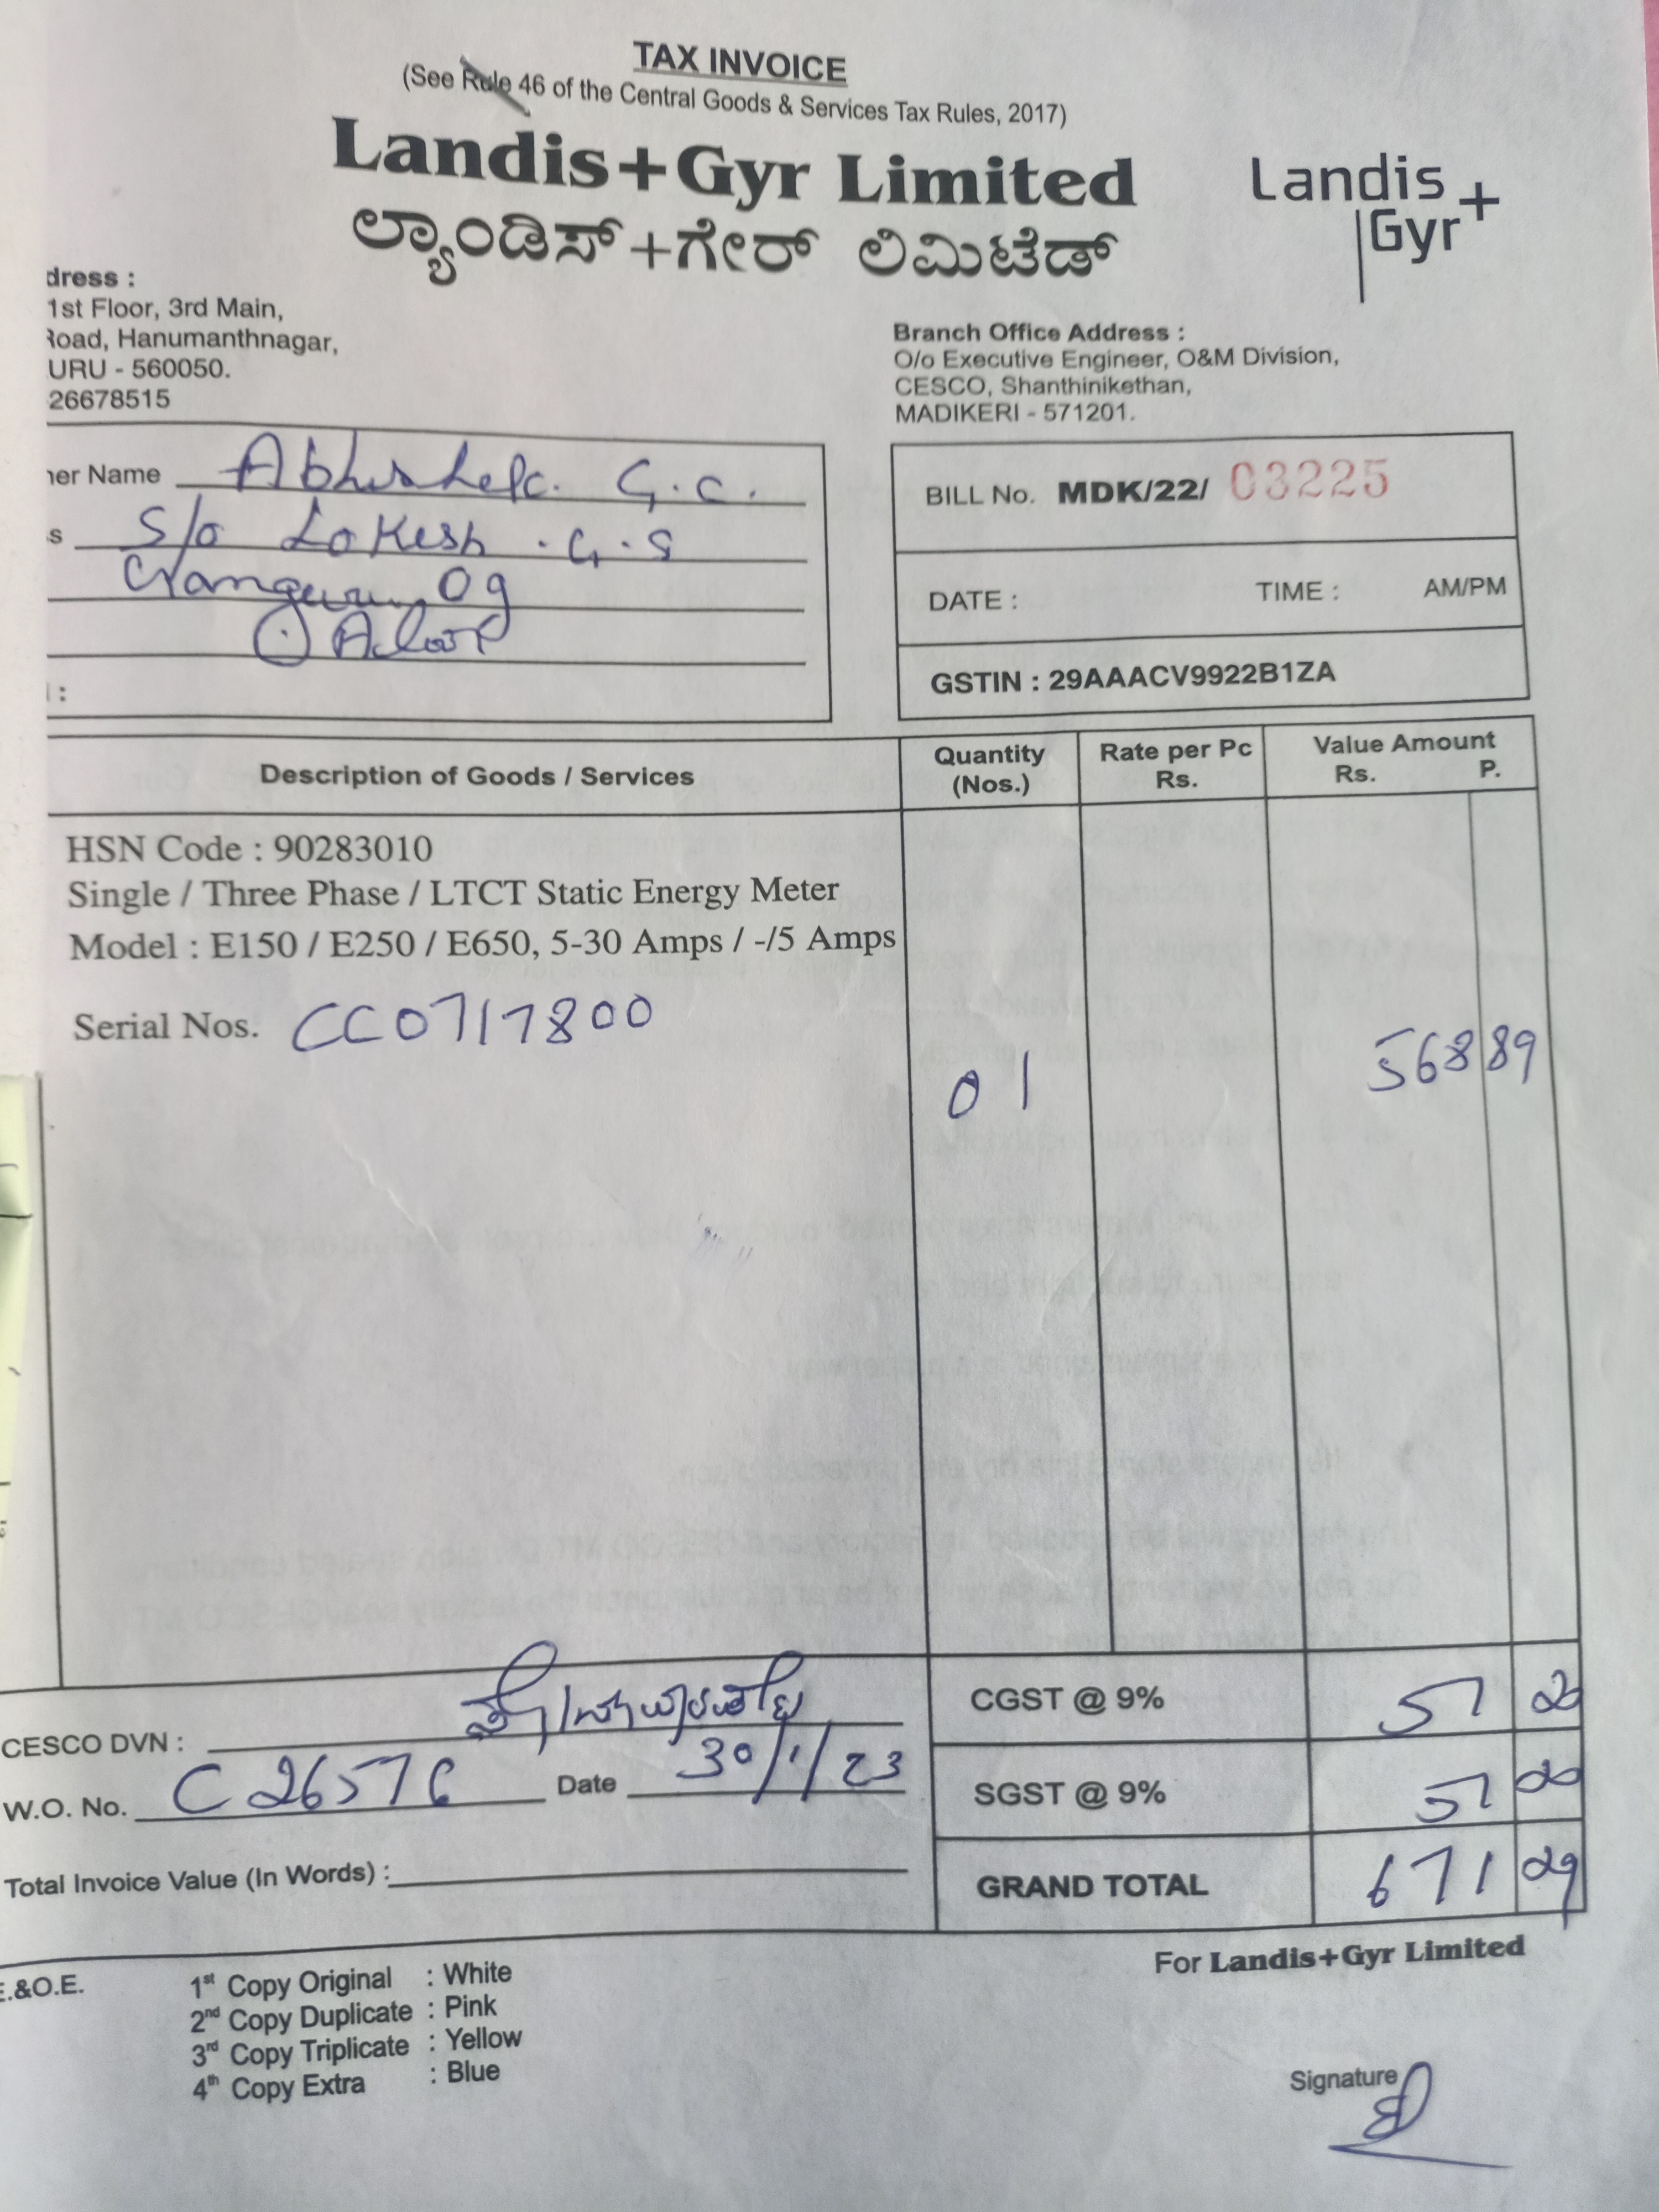 TAX INVOICE
(See Rule 46 of the Central Goods & Services Tax Rules, 2017)
Landis+Gyr Limited
ಲ್ಯಾಂಡಿಸ್+ಗೇರ್ ಲಿಮಿಟೆಡ್
Landis
Gyr+
dress :
1st Floor, 3rd Main,
Road, Hanumanthnagar,
URU - 560050.
26678515
Branch Office Address :
O/o Executive Engineer, O&M Division,
CESCO, Shanthinikethan,
MADIKERI - 571201.
ner Name Abhishek. G.C.
s S/o Lokesh . G.S
BILL No. MDK/22/ 03225
DATE : TIME : AM/PM
GSTIN : 29AAACV9922B1ZA
Description of Goods / Services Quantity (Nos.) Rate per Pc Rs. Value Amount Rs. P.
HSN Code : 90283010
Single / Three Phase / LTCT Static Energy Meter
Model : E150 / E250 / E650, 5-30 Amps / -/5 Amps
Serial Nos. CC0717800
01 568 89
CGST @ 9% 51 20
CESCO DVN :
W.O. No. C26576 Date 30/1/23
SGST @ 9% 51 20
Total Invoice Value (In Words) :
GRAND TOTAL 671 29
E.&O.E.
1st Copy Original : White
2nd Copy Duplicate : Pink
3rd Copy Triplicate : Yellow
4th Copy Extra : Blue
For Landis+Gyr Limited
Signature